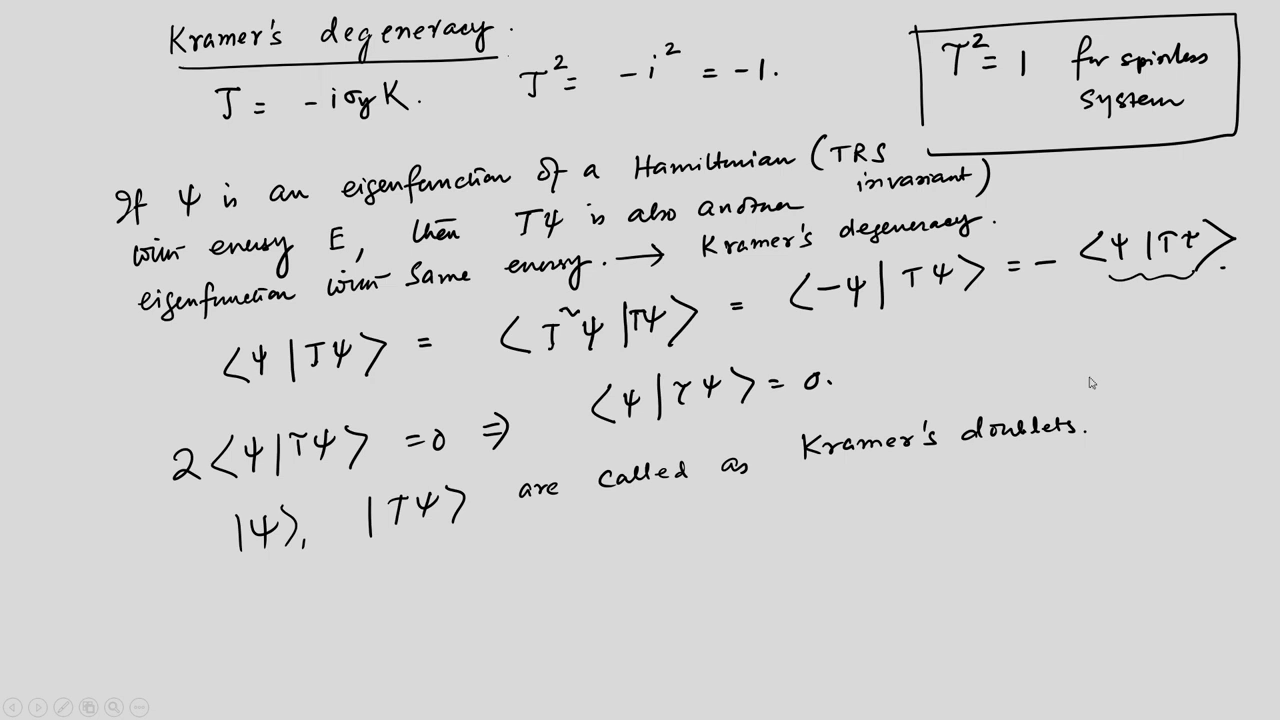 Kramer's degeneracy.
T = - iσyK. T² = - i² = -1.
T² = 1 for spinless
system
If ψ is an eigenfunction of a Hamiltonian (TRS
invariant)
with energy E, then Tψ is also another
eigenfunction with same energy. → Kramer's degeneracy.
⟨ψ|Tψ⟩ = ⟨T²ψ|Tψ⟩ = ⟨-ψ|Tψ⟩ = - ⟨ψ|Tψ⟩.
2⟨ψ|Tψ⟩ = 0 ⇒ ⟨ψ|Tψ⟩ = 0.
|ψ⟩, |Tψ⟩ are called as Kramer's doublets.